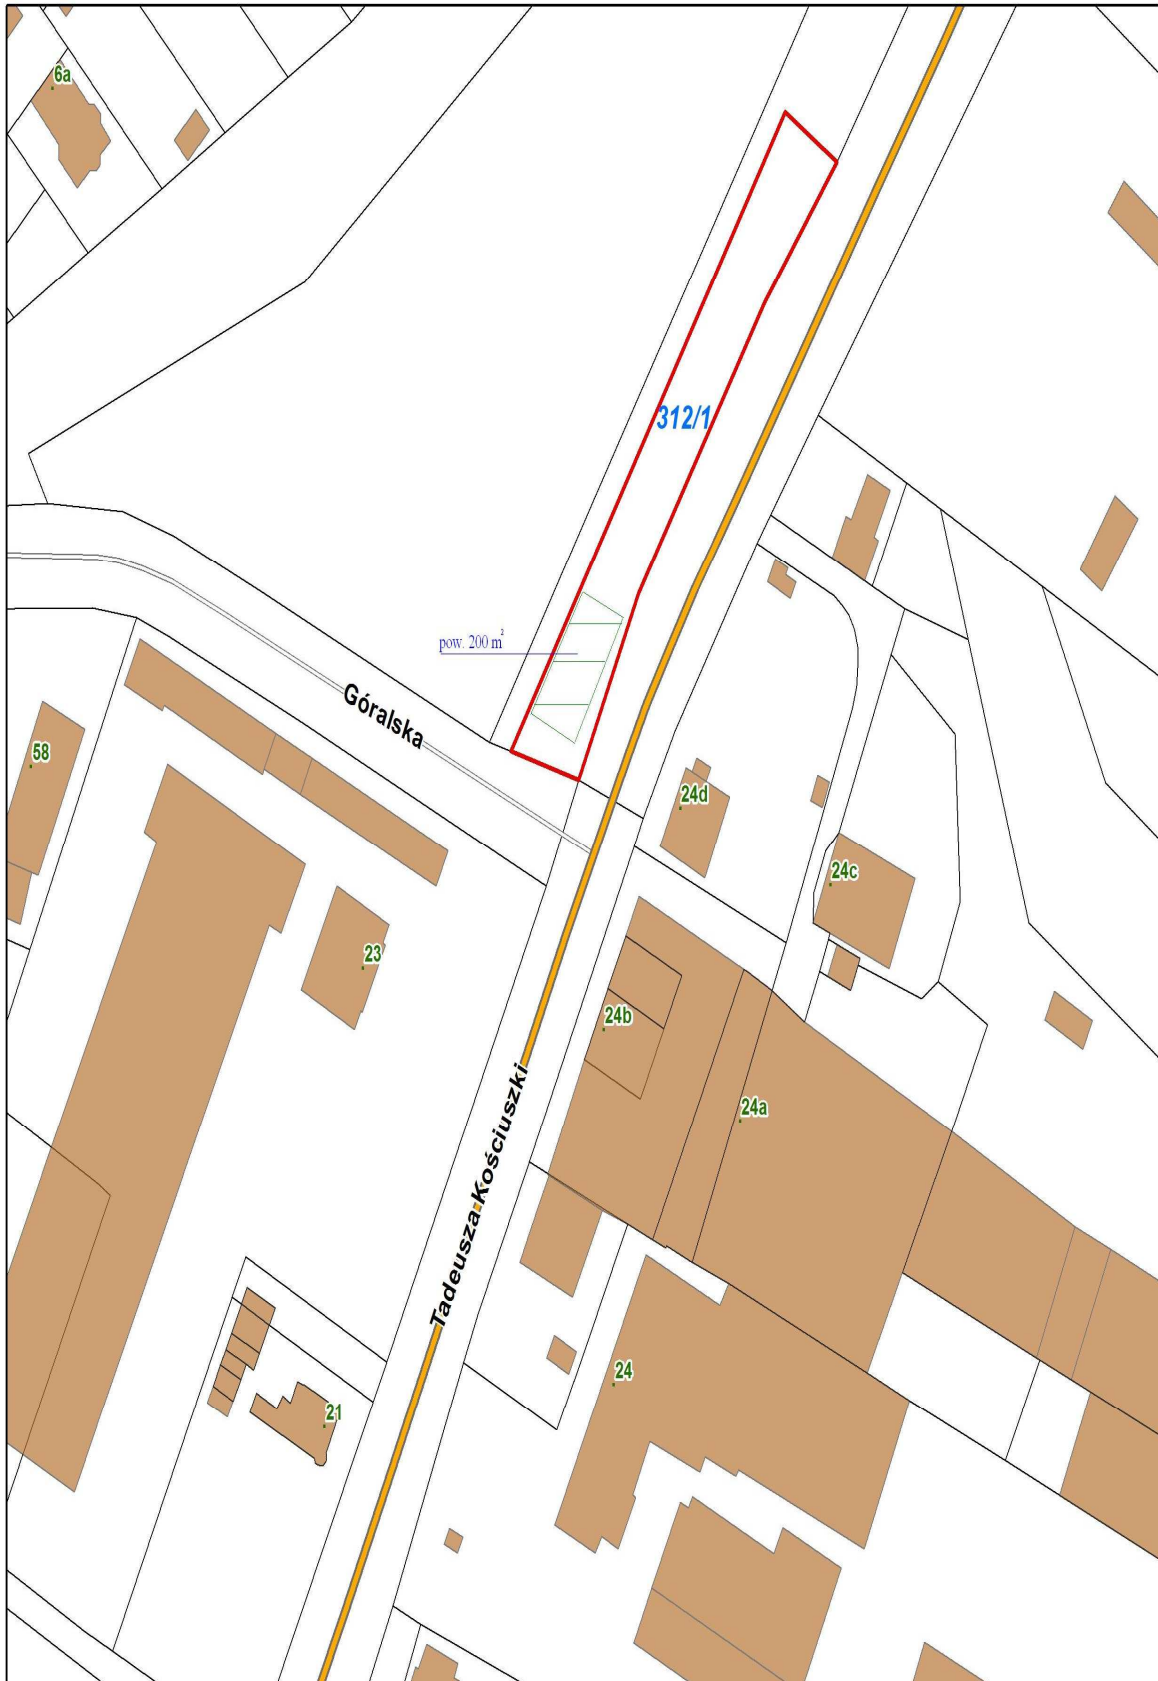 6a
312/1
pow. 200 m²
Góralska
58
24d
24c
23
24b
24a
Tadeusza Kościuszki
24
21